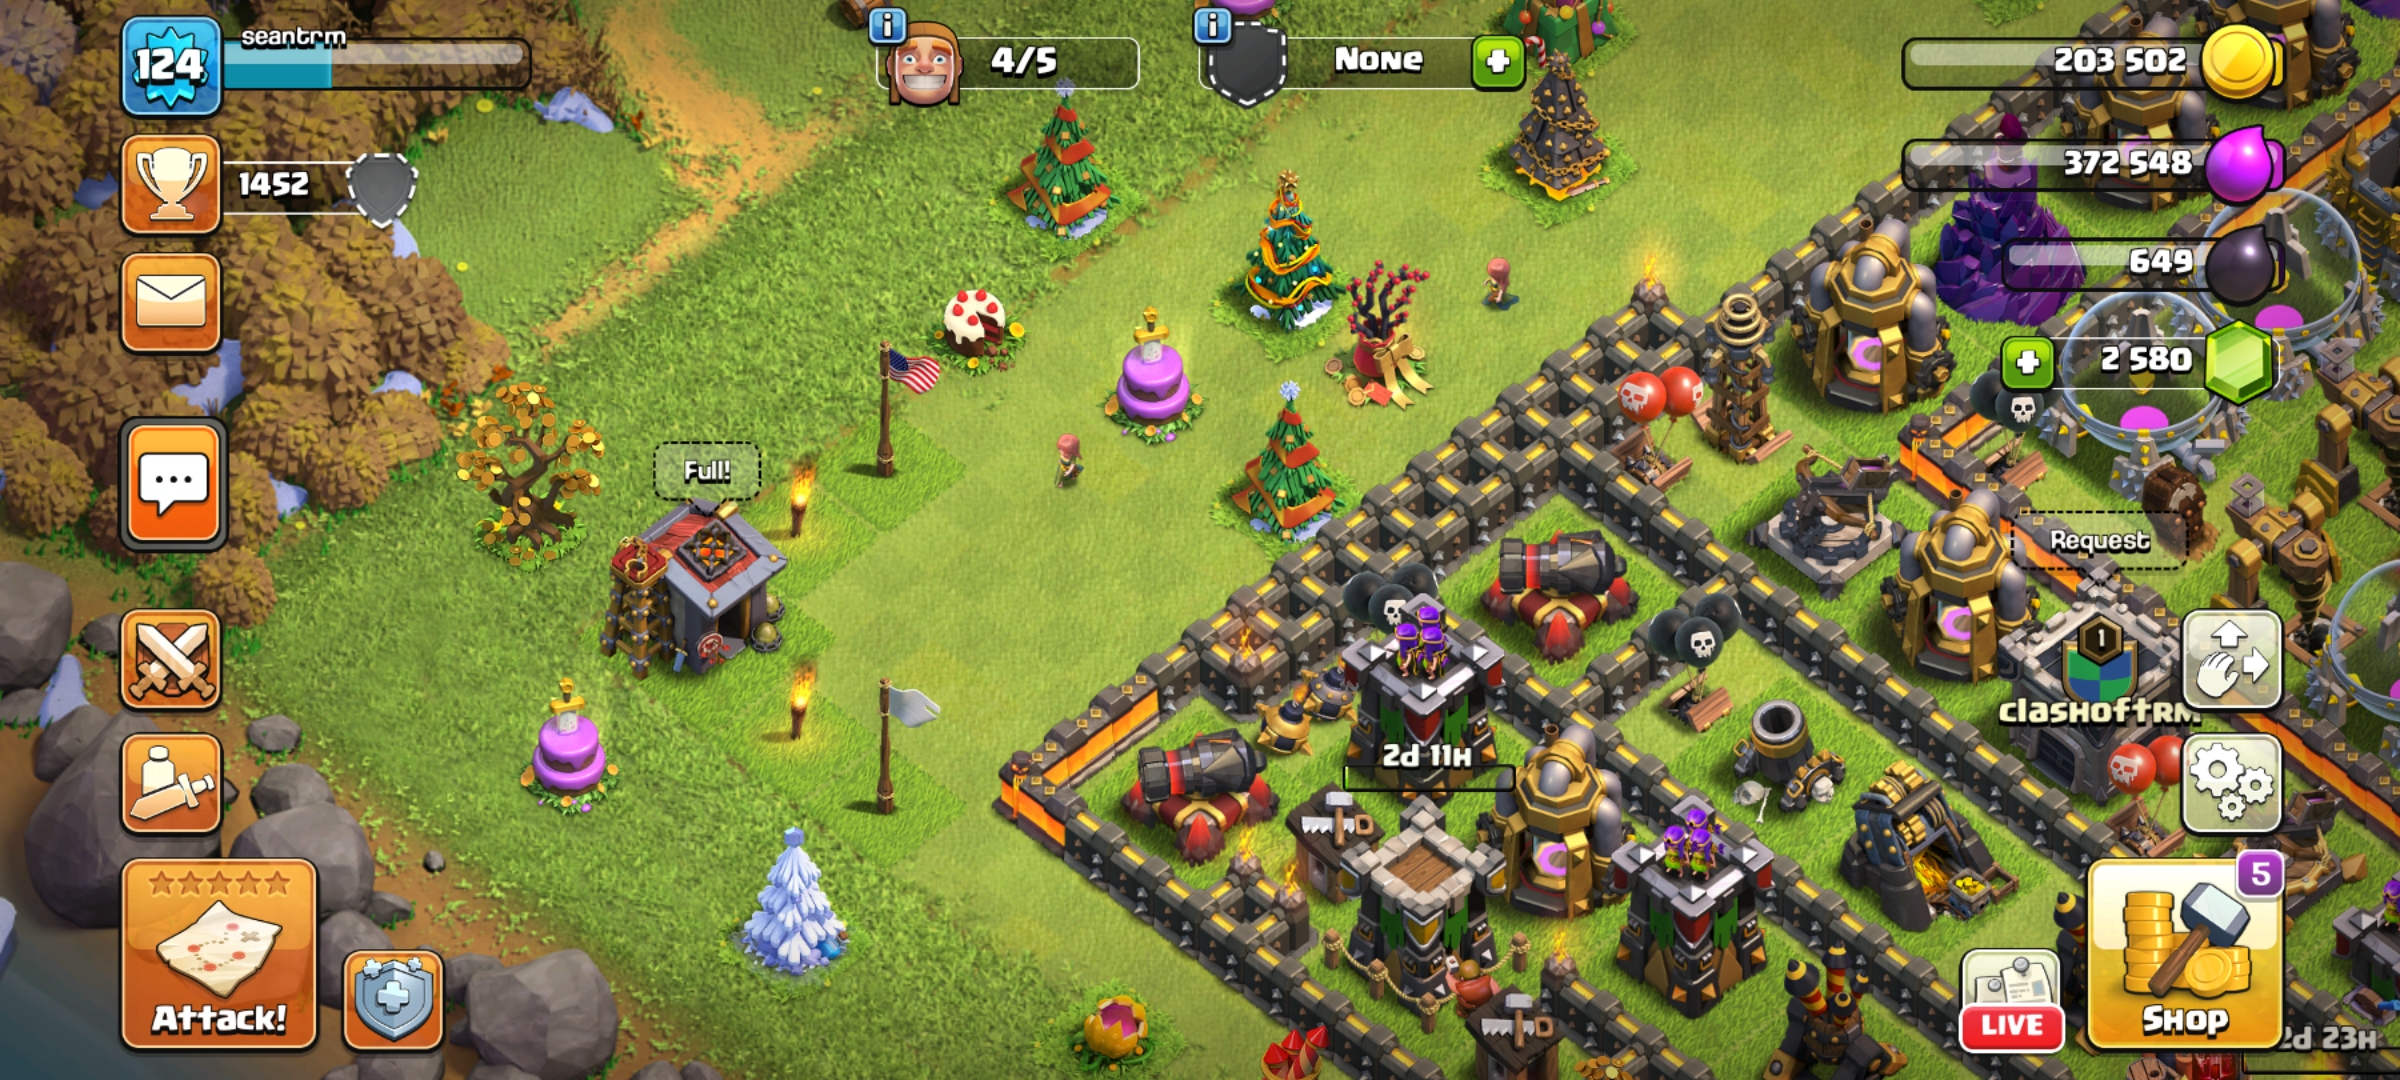 124
seantrm
4/5
None
203 502
1452
372 548
649
2 580
Full!
Request
1
clashoftRM
2d 11H
5
Attack!
LIVE
Shop
2d 23H